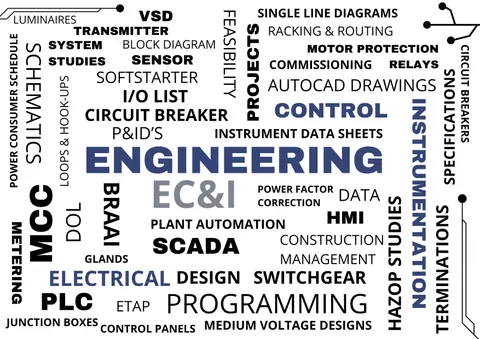 LUMINAIRES
VSD
TRANSMITTER
SYSTEM
STUDIES
BLOCK DIAGRAM
SENSOR
SOFTSTARTER
I/O LIST
CIRCUIT BREAKER
P&ID'S
POWER CONSUMER SCHEDULE
SCHEMATICS
LOOPS & HOOK-UPS
FEASIBILITY
PROJECTS
SINGLE LINE DIAGRAMS
RACKING & ROUTING
MOTOR PROTECTION
COMMISSIONING
RELAYS
AUTOCAD DRAWINGS
CONTROL
INSTRUMENT DATA SHEETS
CIRCUIT BREAKERS
SPECIFICATIONS
INSTRUMENTATION
ENGINEERING
EC&I
POWER FACTOR
CORRECTION
DATA
HMI
PLANT AUTOMATION
SCADA
CONSTRUCTION
MANAGEMENT
METERING
MCC
DOL
BRAAI
GLANDS
HAZOP STUDIES
TERMINATIONS
ELECTRICAL
DESIGN
SWITCHGEAR
PLC
ETAP
PROGRAMMING
JUNCTION BOXES
CONTROL PANELS
MEDIUM VOLTAGE DESIGNS